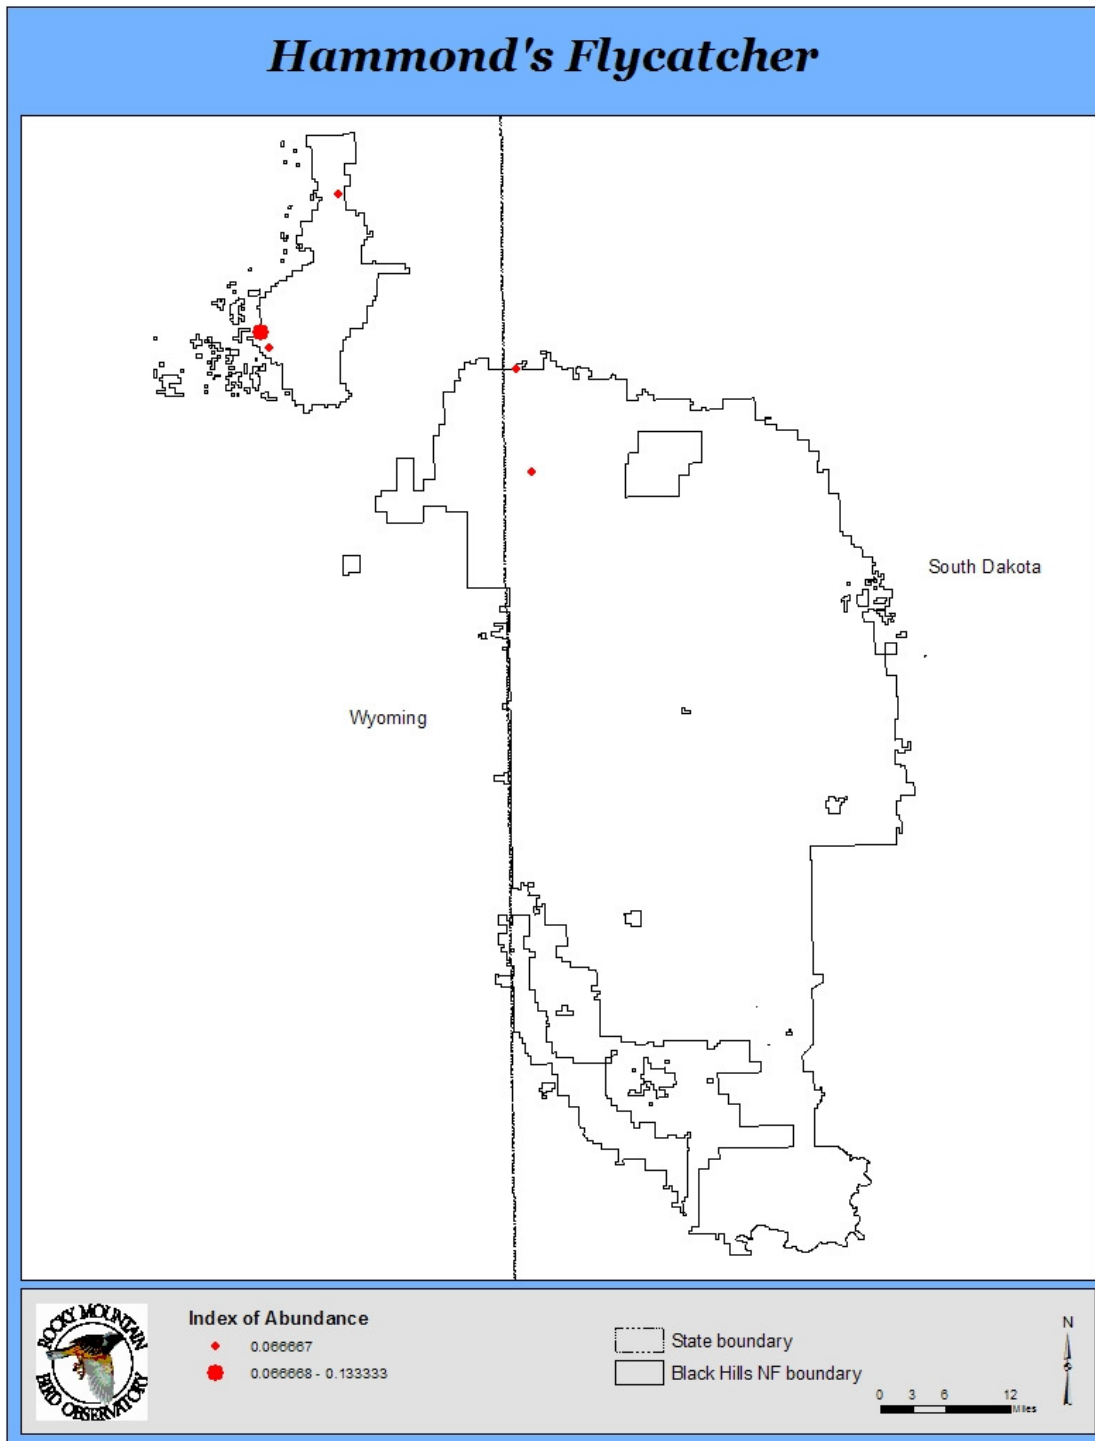 Hammond's Flycatcher
South Dakota
Wyoming
ROCKY MOUNTAIN
BIRD OBSERVATORY
Index of Abundance
0.066667
0.066668 - 0.133333
State boundary
Black Hills NF boundary
N
0 3 6 12
Miles